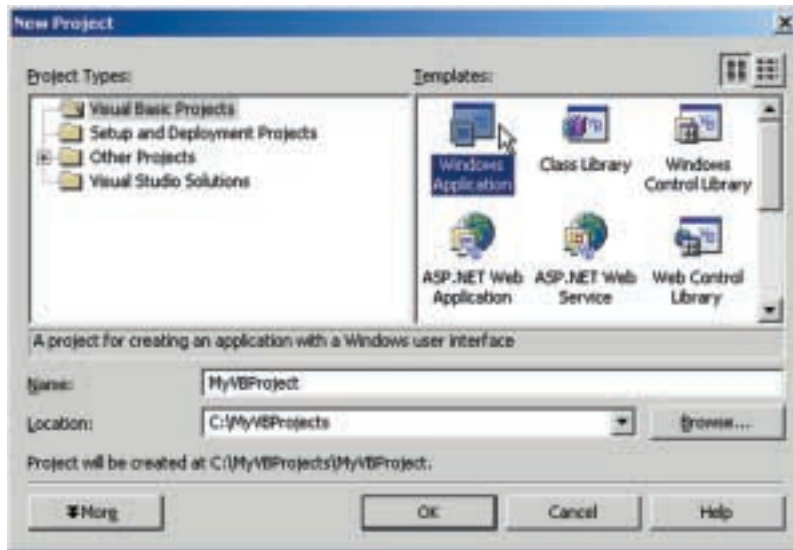 New Project
Project Types:
Visual Basic Projects
Setup and Deployment Projects
Other Projects
Visual Studio Solutions
Templates:
Windows Application
Class Library
Windows Control Library
ASP.NET Web Application
ASP.NET Web Service
Web Control Library
A project for creating an application with a Windows user interface
Name:
MyVBProject
Location:
C:\MyVBProjects
Browse...
Project will be created at C:\MyVBProjects\MyVBProject.
More
OK
Cancel
Help